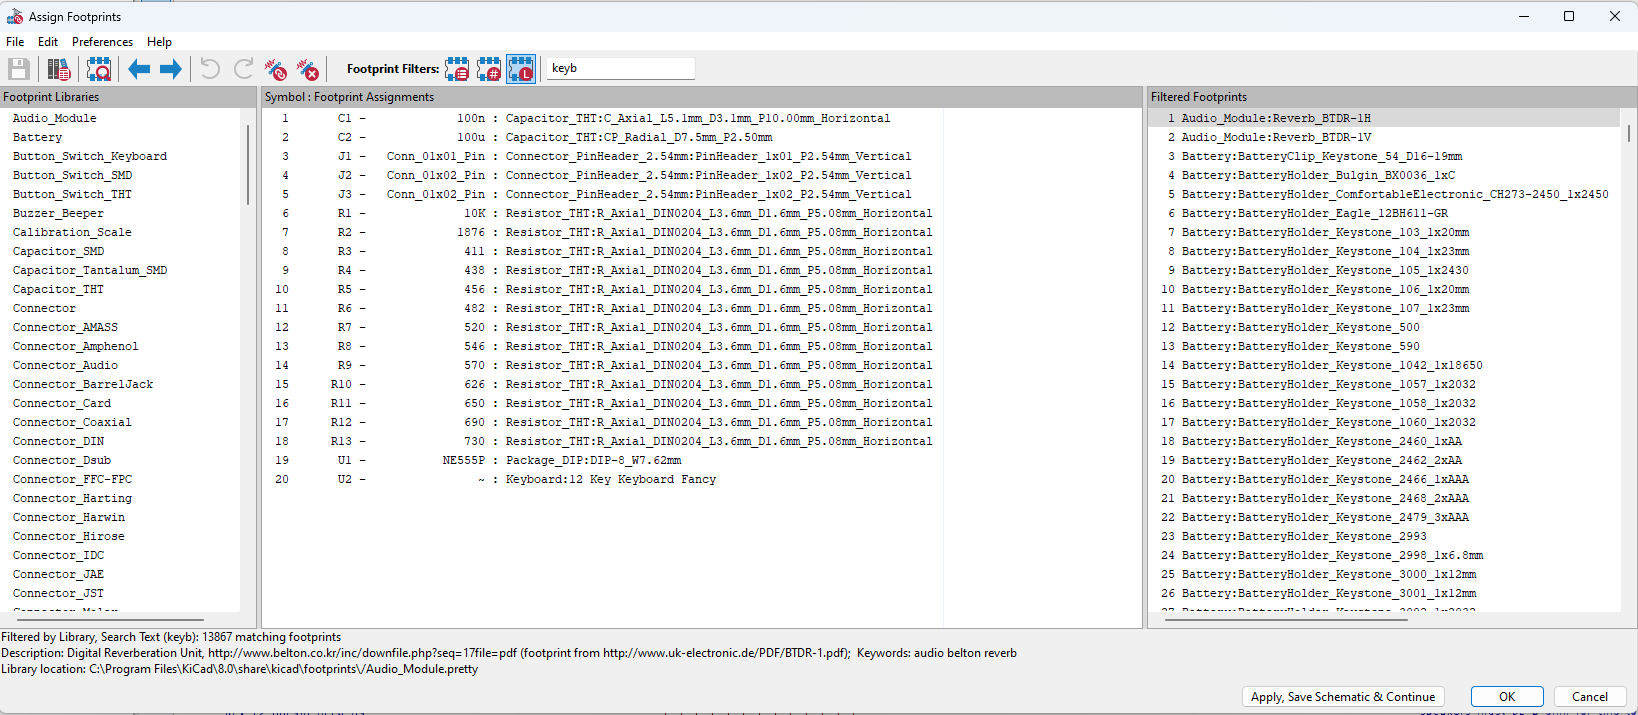 Assign Footprints
File Edit Preferences Help
Footprint Filters: # L keyb
Footprint Libraries
Audio_Module
Battery
Button_Switch_Keyboard
Button_Switch_SMD
Button_Switch_THT
Buzzer_Beeper
Calibration_Scale
Capacitor_SMD
Capacitor_Tantalum_SMD
Capacitor_THT
Connector
Connector_AMASS
Connector_Amphenol
Connector_Audio
Connector_BarrelJack
Connector_Card
Connector_Coaxial
Connector_DIN
Connector_Dsub
Connector_FFC-FPC
Connector_Harting
Connector_Harwin
Connector_Hirose
Connector_IDC
Connector_JAE
Connector_JST
Symbol : Footprint Assignments
1 C1 - 100n : Capacitor_THT:C_Axial_L5.1mm_D3.1mm_P10.00mm_Horizontal
2 C2 - 100u : Capacitor_THT:CP_Radial_D7.5mm_P2.50mm
3 J1 - Conn_01x01_Pin : Connector_PinHeader_2.54mm:PinHeader_1x01_P2.54mm_Vertical
4 J2 - Conn_01x02_Pin : Connector_PinHeader_2.54mm:PinHeader_1x02_P2.54mm_Vertical
5 J3 - Conn_01x02_Pin : Connector_PinHeader_2.54mm:PinHeader_1x02_P2.54mm_Vertical
6 R1 - 10K : Resistor_THT:R_Axial_DIN0204_L3.6mm_D1.6mm_P5.08mm_Horizontal
7 R2 - 1876 : Resistor_THT:R_Axial_DIN0204_L3.6mm_D1.6mm_P5.08mm_Horizontal
8 R3 - 411 : Resistor_THT:R_Axial_DIN0204_L3.6mm_D1.6mm_P5.08mm_Horizontal
9 R4 - 438 : Resistor_THT:R_Axial_DIN0204_L3.6mm_D1.6mm_P5.08mm_Horizontal
10 R5 - 456 : Resistor_THT:R_Axial_DIN0204_L3.6mm_D1.6mm_P5.08mm_Horizontal
11 R6 - 482 : Resistor_THT:R_Axial_DIN0204_L3.6mm_D1.6mm_P5.08mm_Horizontal
12 R7 - 520 : Resistor_THT:R_Axial_DIN0204_L3.6mm_D1.6mm_P5.08mm_Horizontal
13 R8 - 546 : Resistor_THT:R_Axial_DIN0204_L3.6mm_D1.6mm_P5.08mm_Horizontal
14 R9 - 570 : Resistor_THT:R_Axial_DIN0204_L3.6mm_D1.6mm_P5.08mm_Horizontal
15 R10 - 626 : Resistor_THT:R_Axial_DIN0204_L3.6mm_D1.6mm_P5.08mm_Horizontal
16 R11 - 650 : Resistor_THT:R_Axial_DIN0204_L3.6mm_D1.6mm_P5.08mm_Horizontal
17 R12 - 690 : Resistor_THT:R_Axial_DIN0204_L3.6mm_D1.6mm_P5.08mm_Horizontal
18 R13 - 730 : Resistor_THT:R_Axial_DIN0204_L3.6mm_D1.6mm_P5.08mm_Horizontal
19 U1 - NE555P : Package_DIP:DIP-8_W7.62mm
20 U2 - ~ : Keyboard:12 Key Keyboard Fancy
Filtered Footprints
1 Audio_Module:Reverb_BTDR-1H
2 Audio_Module:Reverb_BTDR-1V
3 Battery:BatteryClip_Keystone_54_D16-19mm
4 Battery:BatteryHolder_Bulgin_BX0036_1xC
5 Battery:BatteryHolder_ComfortableElectronic_CH273-2450_1x2450
6 Battery:BatteryHolder_Eagle_12BH611-GR
7 Battery:BatteryHolder_Keystone_103_1x20mm
8 Battery:BatteryHolder_Keystone_104_1x23mm
9 Battery:BatteryHolder_Keystone_105_1x2430
10 Battery:BatteryHolder_Keystone_106_1x20mm
11 Battery:BatteryHolder_Keystone_107_1x23mm
12 Battery:BatteryHolder_Keystone_500
13 Battery:BatteryHolder_Keystone_590
14 Battery:BatteryHolder_Keystone_1042_1x18650
15 Battery:BatteryHolder_Keystone_1057_1x2032
16 Battery:BatteryHolder_Keystone_1058_1x2032
17 Battery:BatteryHolder_Keystone_1060_1x2032
18 Battery:BatteryHolder_Keystone_2460_1xAA
19 Battery:BatteryHolder_Keystone_2462_2xAA
20 Battery:BatteryHolder_Keystone_2466_1xAAA
21 Battery:BatteryHolder_Keystone_2468_2xAAA
22 Battery:BatteryHolder_Keystone_2479_3xAAA
23 Battery:BatteryHolder_Keystone_2993
24 Battery:BatteryHolder_Keystone_2998_1x6.8mm
25 Battery:BatteryHolder_Keystone_3000_1x12mm
26 Battery:BatteryHolder_Keystone_3001_1x12mm
Filtered by Library, Search Text (keyb): 13867 matching footprints
Description: Digital Reverberation Unit, http://www.belton.co.kr/inc/downfile.php?seq=17file=pdf (footprint from http://www.uk-electronic.de/PDF/BTDR-1.pdf); Keywords: audio belton reverb
Library location: C:\Program Files\KiCad\8.0\share\kicad\footprints\/Audio_Module.pretty
Apply, Save Schematic & Continue OK Cancel